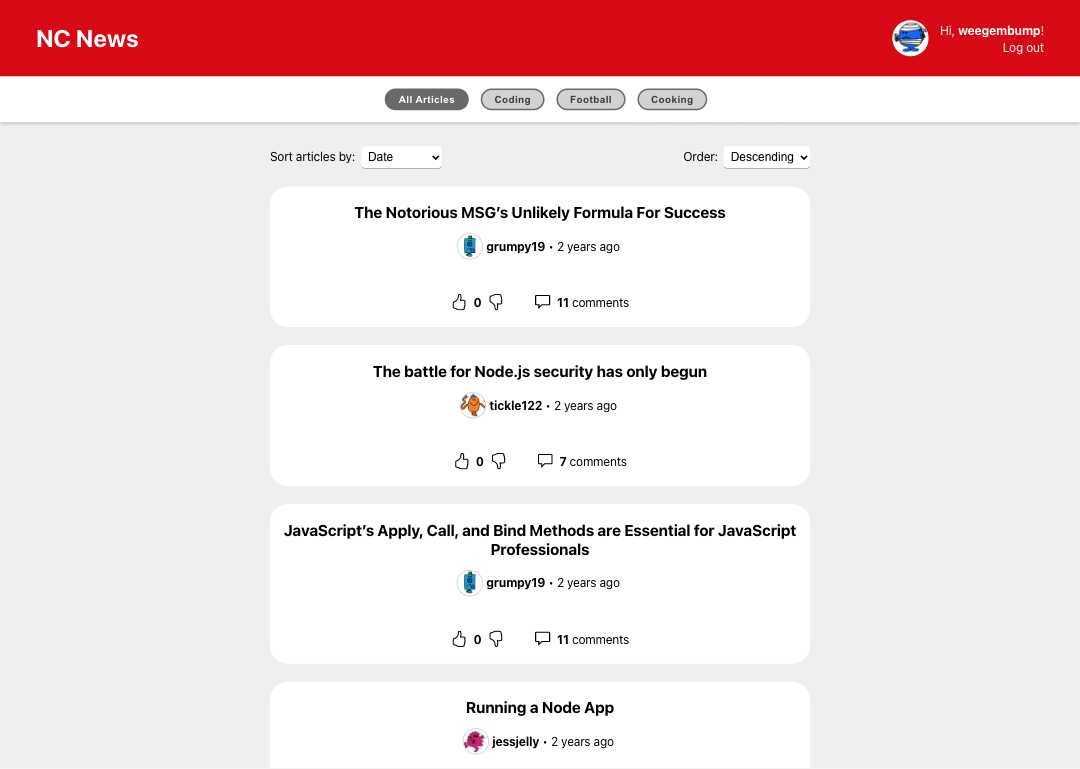 NC News
Hi, weegembump!
Log out
All Articles Coding Football Cooking
Sort articles by: Date Order: Descending
The Notorious MSG’s Unlikely Formula For Success
grumpy19 • 2 years ago
0 11 comments
The battle for Node.js security has only begun
tickle122 • 2 years ago
0 7 comments
JavaScript’s Apply, Call, and Bind Methods are Essential for JavaScript
Professionals
grumpy19 • 2 years ago
0 11 comments
Running a Node App
jessjelly • 2 years ago